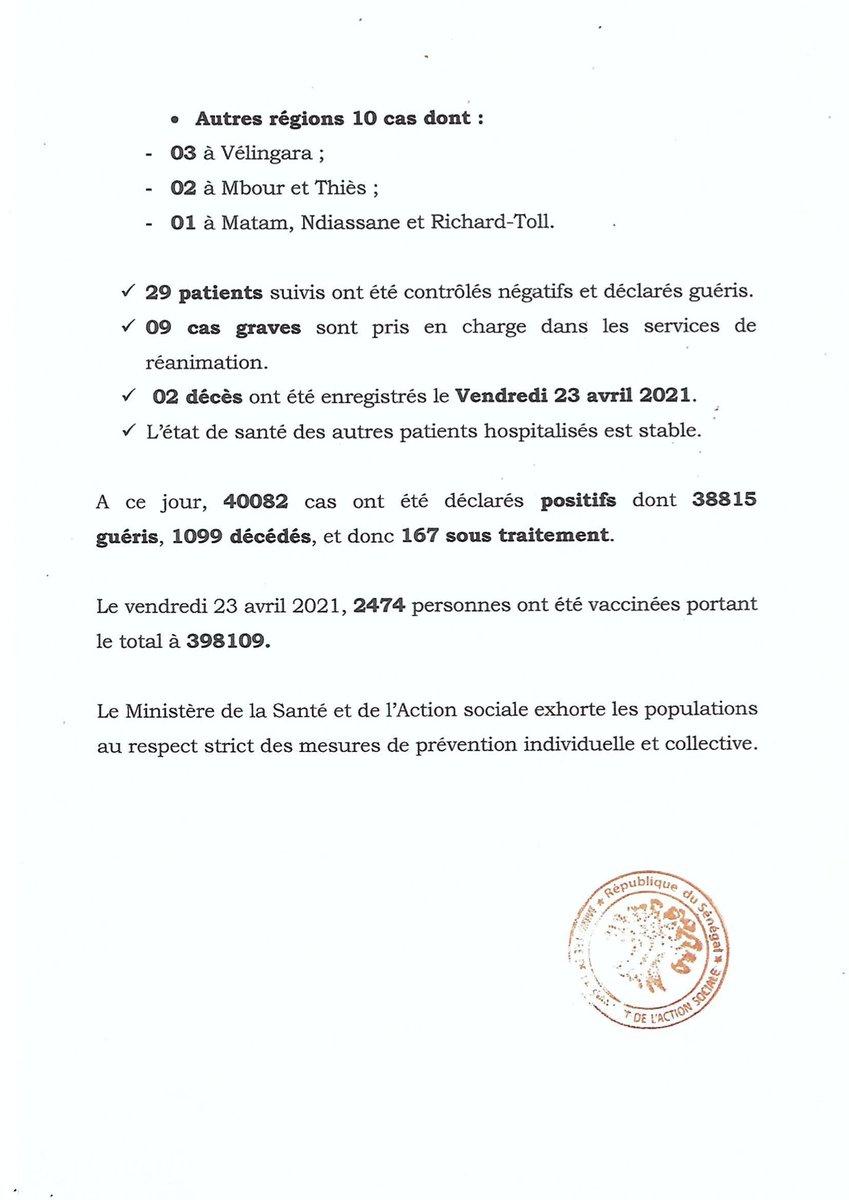 • Autres régions 10 cas dont :
- 03 à Vélingara ;
- 02 à Mbour et Thiès ;
- 01 à Matam, Ndiassane et Richard-Toll.
✓ 29 patients suivis ont été contrôlés négatifs et déclarés guéris.
✓ 09 cas graves sont pris en charge dans les services de
réanimation.
✓ 02 décès ont été enregistrés le Vendredi 23 avril 2021.
✓ L'état de santé des autres patients hospitalisés est stable.
A ce jour, 40082 cas ont été déclarés positifs dont 38815
guéris, 1099 décédés, et donc 167 sous traitement.
Le vendredi 23 avril 2021, 2474 personnes ont été vaccinées portant
le total à 398109.
Le Ministère de la Santé et de l'Action sociale exhorte les populations
au respect strict des mesures de prévention individuelle et collective.
★ République du Sénégal ★
DE L'ACTION SOCIALE